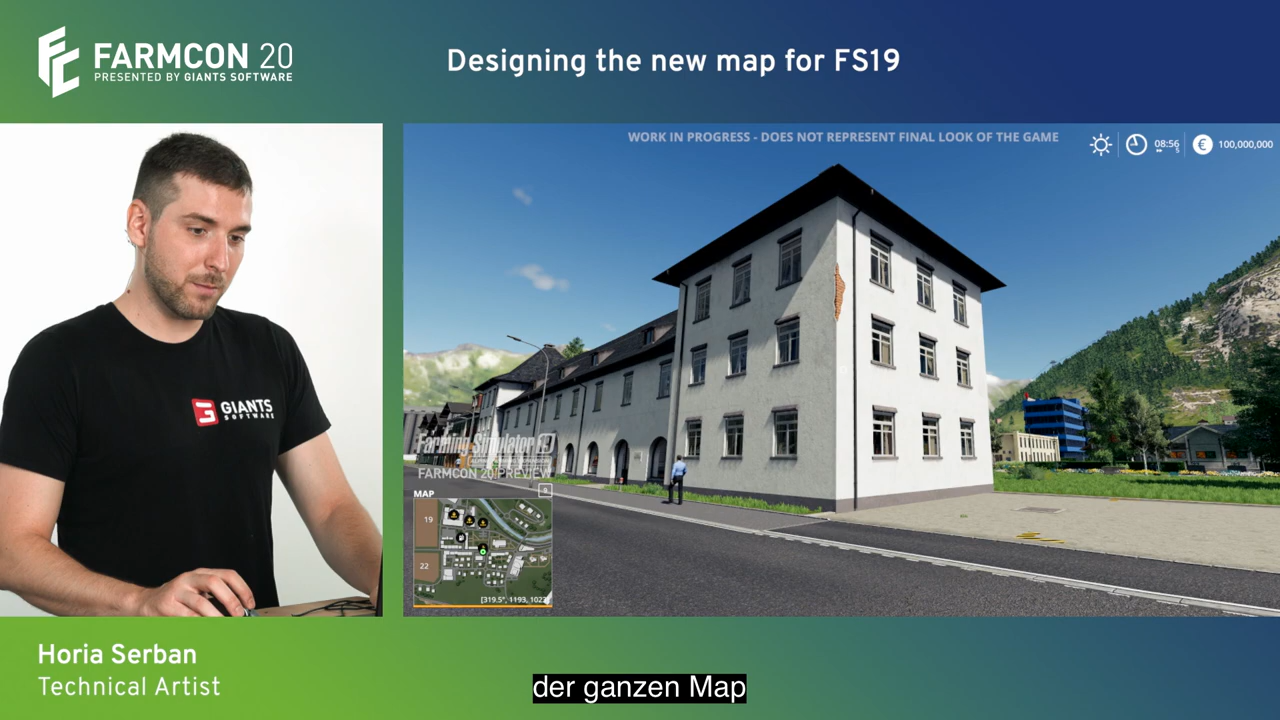 FARMCON 20
PRESENTED BY GIANTS SOFTWARE
Designing the new map for FS19
WORK IN PROGRESS - DOES NOT REPRESENT FINAL LOOK OF THE GAME
08:56
5
€ 100,000,000
GIANTS
SOFTWARE
Farming Simulator 19
FARMCON 20 PREVIEW
MAP
19
22
Horia Serban
Technical Artist
der ganzen Map